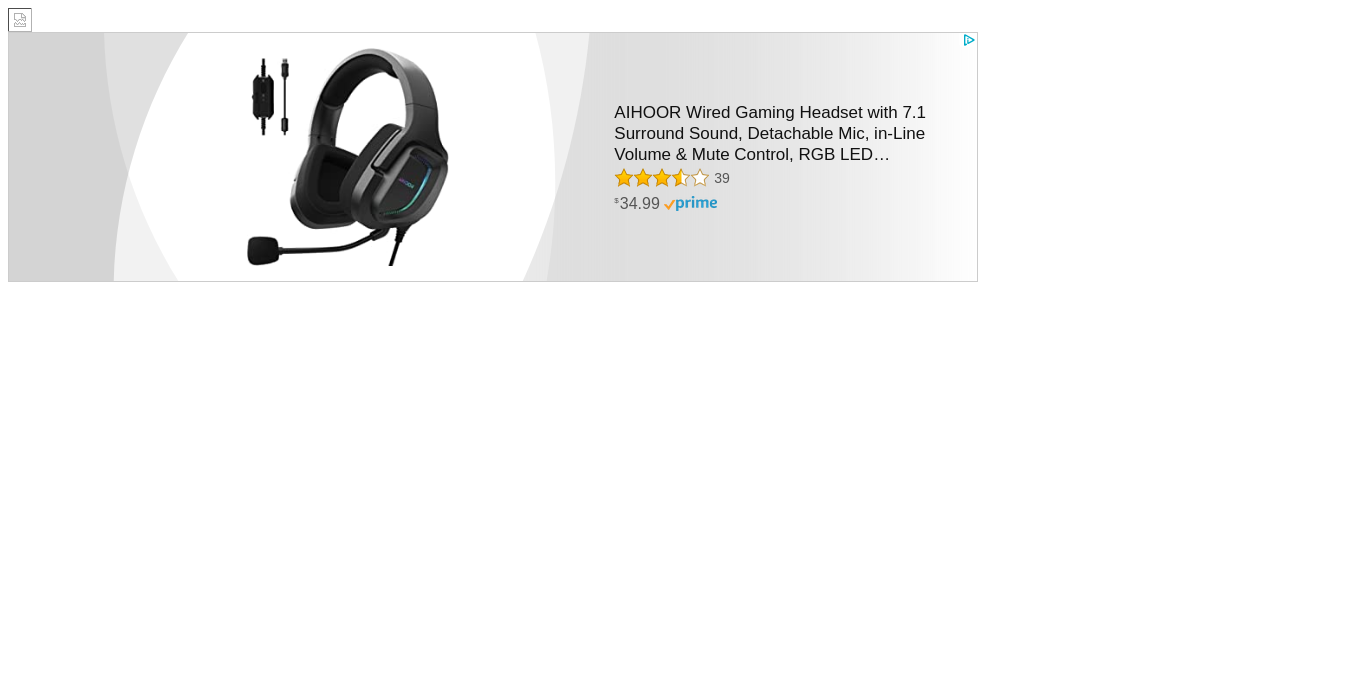 AIHOOR Wired Gaming Headset with 7.1
Surround Sound, Detachable Mic, in-Line
Volume & Mute Control, RGB LED…
39
$34.99 prime